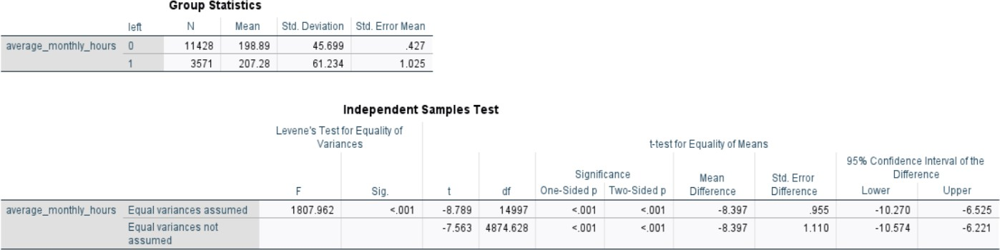 Group Statistics
left N Mean Std. Deviation Std. Error Mean
average_monthly_hours 0 11428 198.89 45.699 .427
1 3571 207.28 61.234 1.025
Independent Samples Test
Levene's Test for Equality of
Variances
t-test for Equality of Means
95% Confidence Interval of the
Difference
Significance
Mean
Difference
Std. Error
Difference
F Sig. t df One-Sided p Two-Sided p Lower Upper
average_monthly_hours Equal variances assumed 1807.962 <.001 -8.789 14997 <.001 <.001 -8.397 .955 -10.270 -6.525
Equal variances not
assumed
-7.563 4874.628 <.001 <.001 -8.397 1.110 -10.574 -6.221